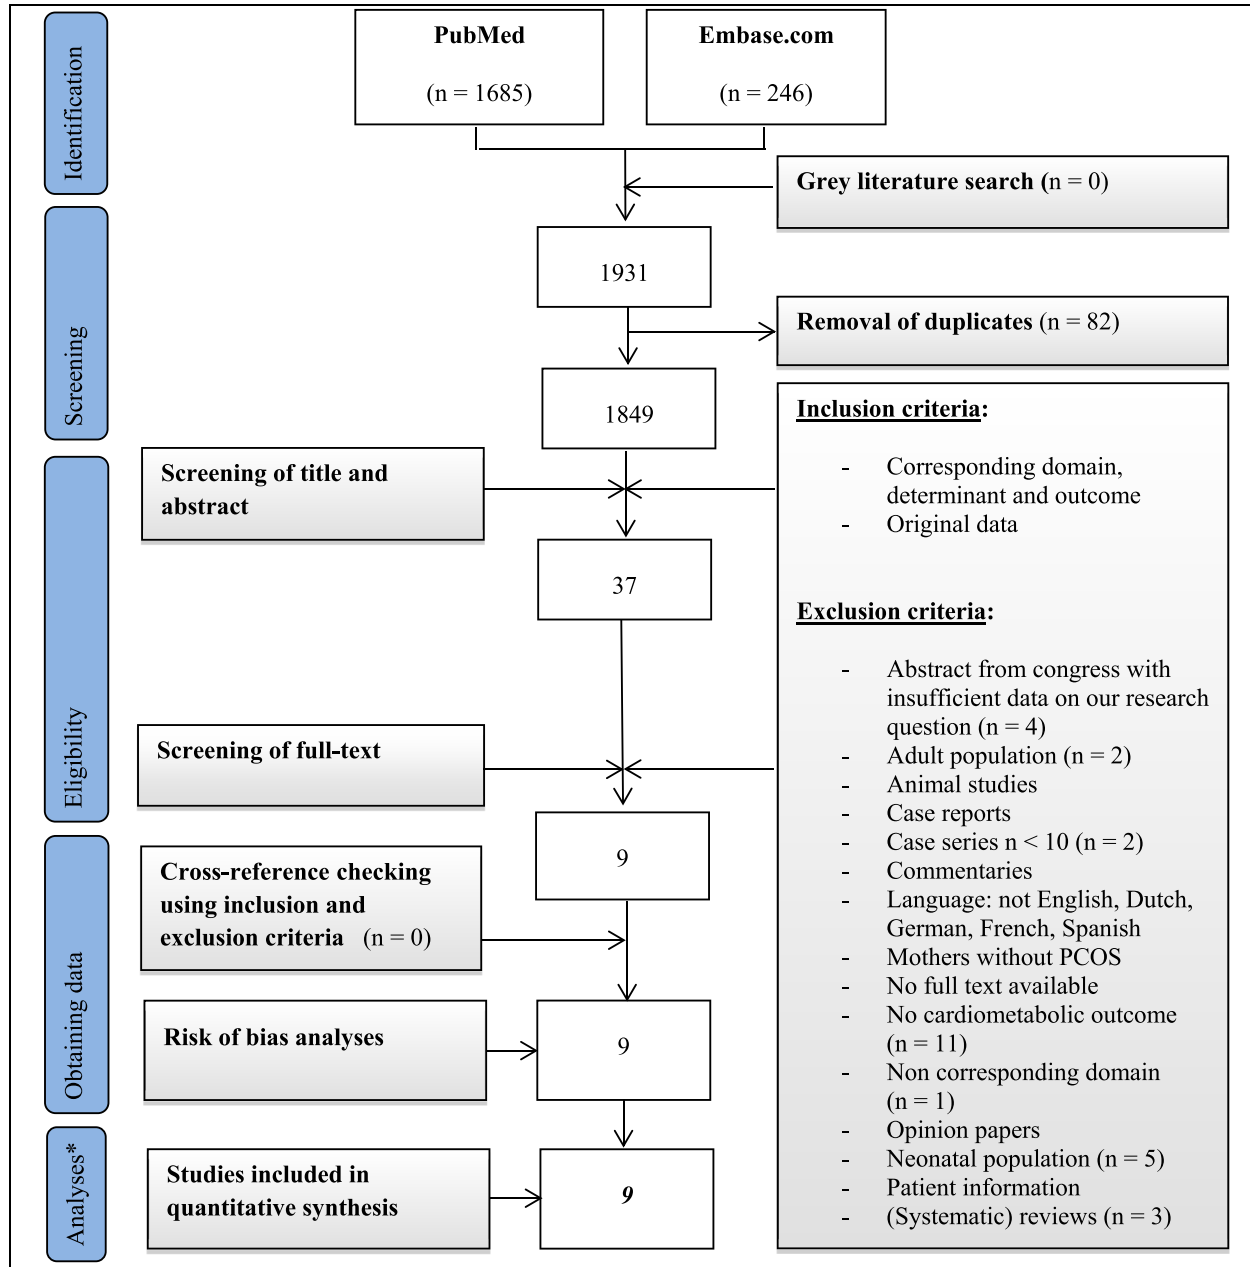 PubMed
(n = 1685)
Embase.com
(n = 246)
Identification
Grey literature search (n = 0)
1931
Screening
Removal of duplicates (n = 82)
1849
Screening of title and
abstract
Inclusion criteria:
- Corresponding domain,
determinant and outcome
- Original data
37
Exclusion criteria:
- Abstract from congress with
insufficient data on our research
question (n = 4)
- Adult population (n = 2)
- Animal studies
- Case reports
- Case series n < 10 (n = 2)
- Commentaries
- Language: not English, Dutch,
German, French, Spanish
- Mothers without PCOS
- No full text available
- No cardiometabolic outcome
(n = 11)
- Non corresponding domain
(n = 1)
- Opinion papers
- Neonatal population (n = 5)
- Patient information
- (Systematic) reviews (n = 3)
Eligibility
Screening of full-text
9
Cross-reference checking
using inclusion and
exclusion criteria (n = 0)
Obtaining data
Risk of bias analyses
9
Analyses*
Studies included in
quantitative synthesis
9